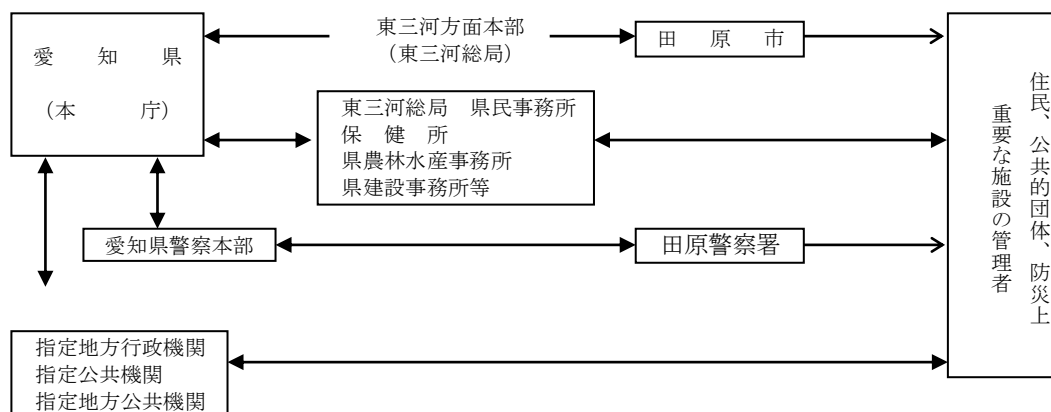 愛　知　県
(本　　庁)
東三河方面本部
(東三河総局)
田　原　市
東三河総局　県民事務所
保　健　所
県農林水産事務所
県建設事務所等
愛知県警察本部
田原警察署
指定地方行政機関
指定公共機関
指定地方公共機関
住民、公共的団体、防災上
重要な施設の管理者